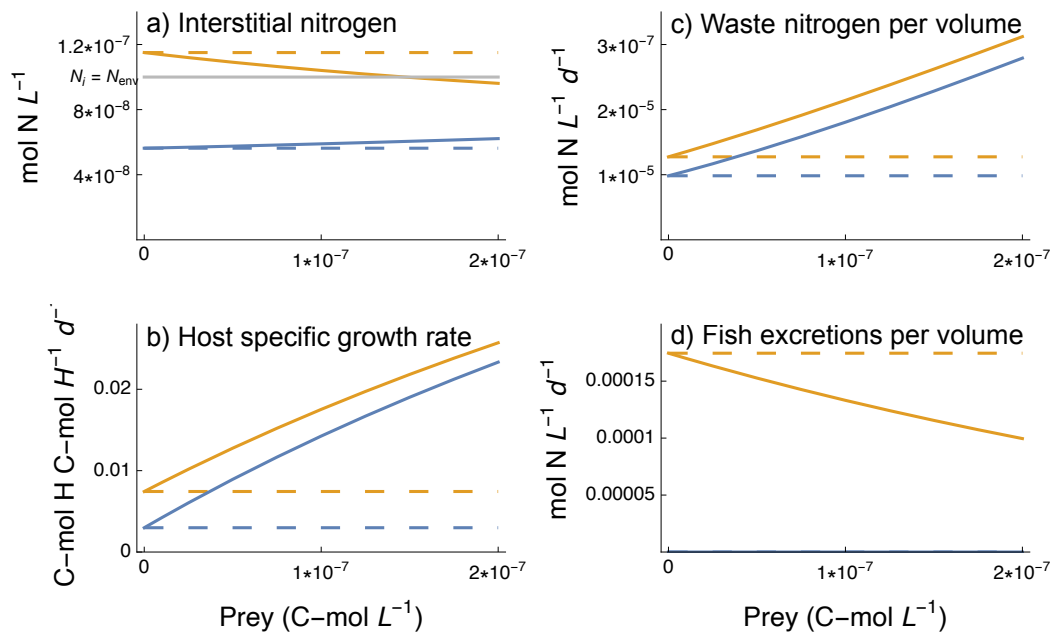 a) Interstitial nitrogen
mol N L⁻¹
1.2*10⁻⁷
Nᵢ = Nₑₙᵥ
8*10⁻⁸
4*10⁻⁸
0
1*10⁻⁷
2*10⁻⁷
c) Waste nitrogen per volume
mol N L⁻¹ d⁻¹
3*10⁻⁷
2*10⁻⁵
1*10⁻⁵
0
1*10⁻⁷
2*10⁻⁷
b) Host specific growth rate
C−mol H C−mol H⁻¹ d⁻
0.02
0.01
0
0
1*10⁻⁷
2*10⁻⁷
Prey (C−mol L⁻¹)
d) Fish excretions per volume
mol N L⁻¹ d⁻¹
0.00015
0.0001
0.00005
0
1*10⁻⁷
2*10⁻⁷
Prey (C−mol L⁻¹)